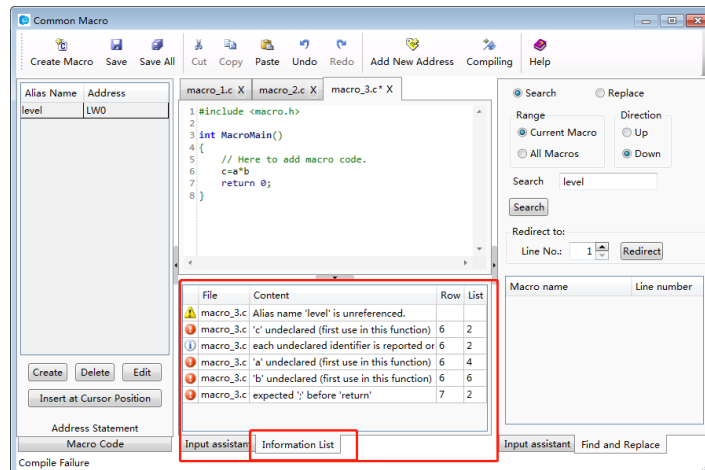 Common Macro
Create Macro Save Save All Cut Copy Paste Undo Redo Add New Address Compiling Help
Alias Name Address
level LW0
Create Delete Edit
Insert at Cursor Position
Address Statement
Macro Code
Compile Failure
macro_1.c X macro_2.c X macro_3.c* X
1 #include <macro.h>
2
3 int MacroMain()
4 {
5 // Here to add macro code.
6 c=a*b
7 return 0;
8 }
File Content Row List
macro_3.c Alias name 'level' is unreferenced.
macro_3.c 'c' undeclared (first use in this function) 6 2
macro_3.c each undeclared identifier is reported or 6 2
macro_3.c 'a' undeclared (first use in this function) 6 4
macro_3.c 'b' undeclared (first use in this function) 6 6
macro_3.c expected ';' before 'return' 7 2
Input assistan Information List
Search Replace
Range Direction
Current Macro Up
All Macros Down
Search level
Search
Redirect to:
Line No.: 1 Redirect
Macro name Line number
Input assistant Find and Replace